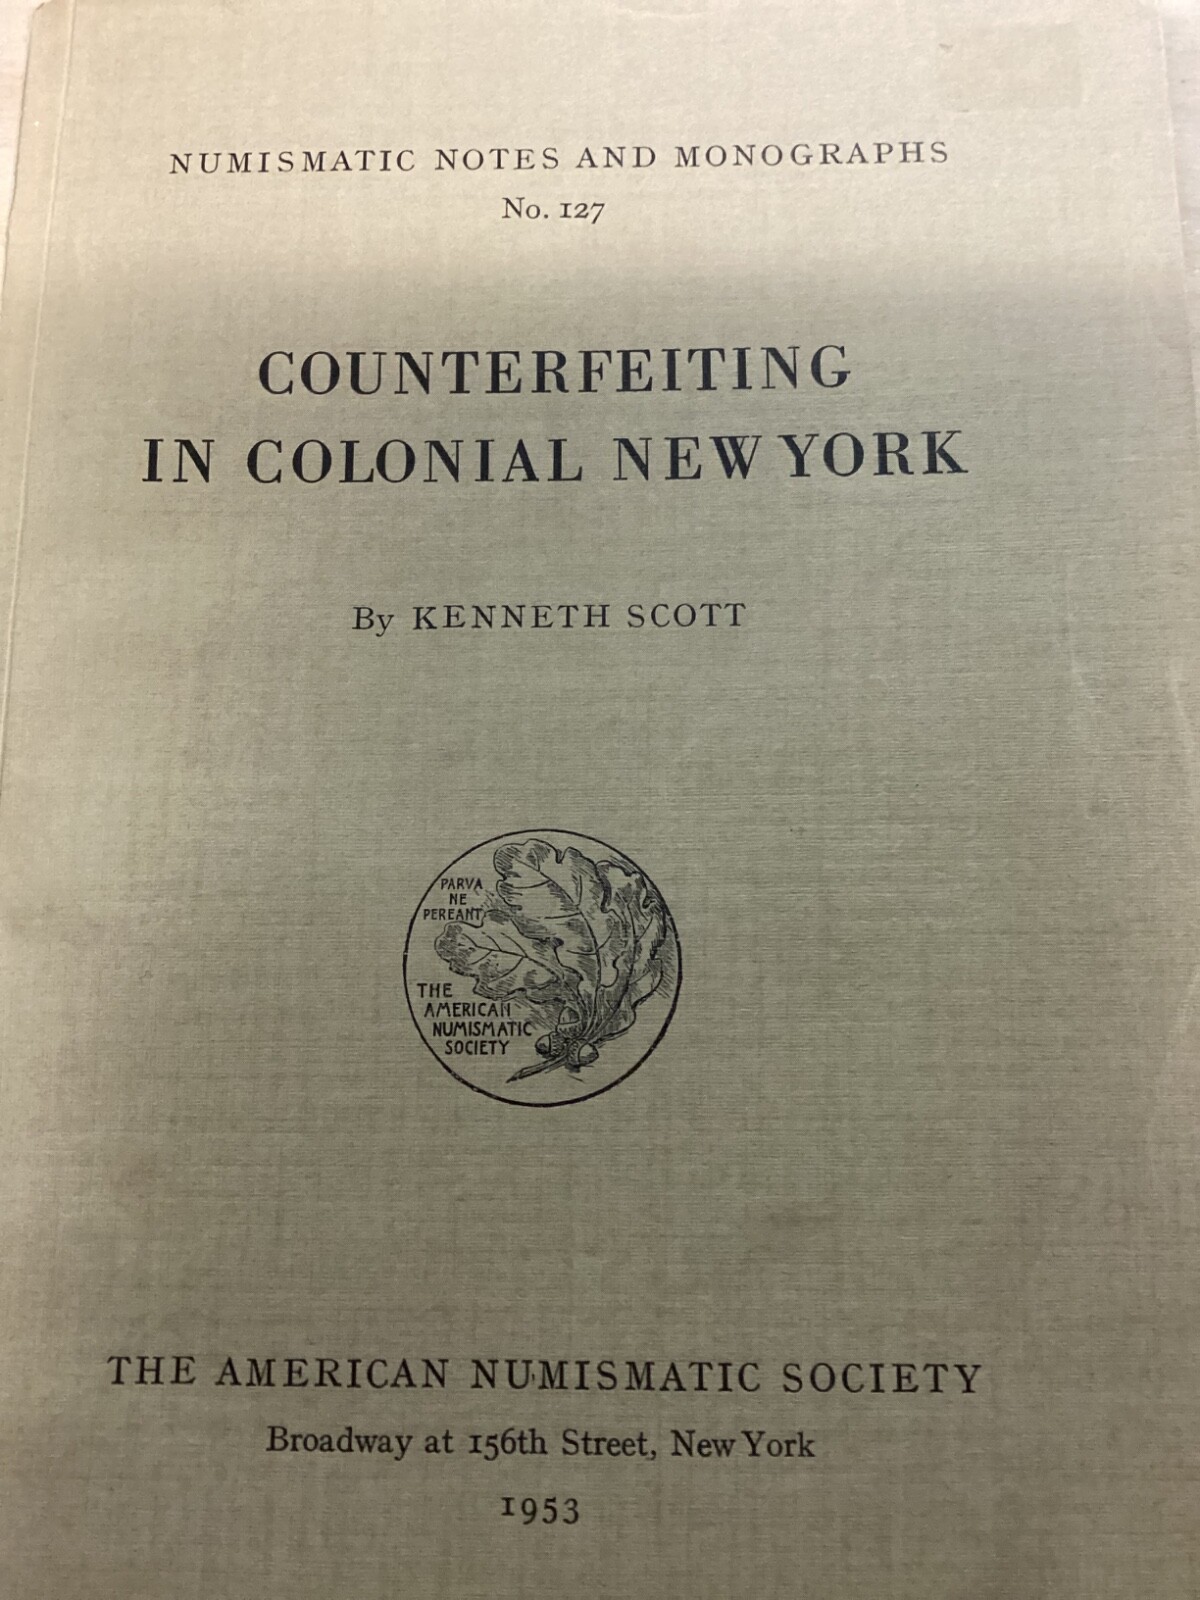 NUMISMATIC NOTES AND MONOGRAPHS
No. 127
COUNTERFEITING
IN COLONIAL NEW YORK
By KENNETH SCOTT
PARVA
NE
PEREANT
THE
AMERICAN
NUMISMATIC
SOCIETY
THE AMERICAN NUMISMATIC SOCIETY
Broadway at 156th Street, New York
1953